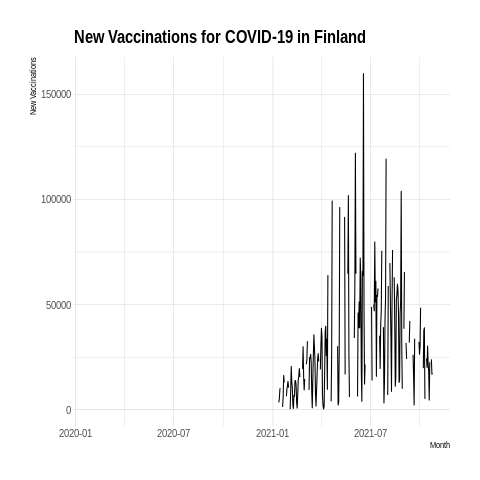 New Vaccinations for COVID-19 in Finland
New Vaccinations
150000
100000
50000
0
2020-01 2020-07 2021-01 2021-07
Month